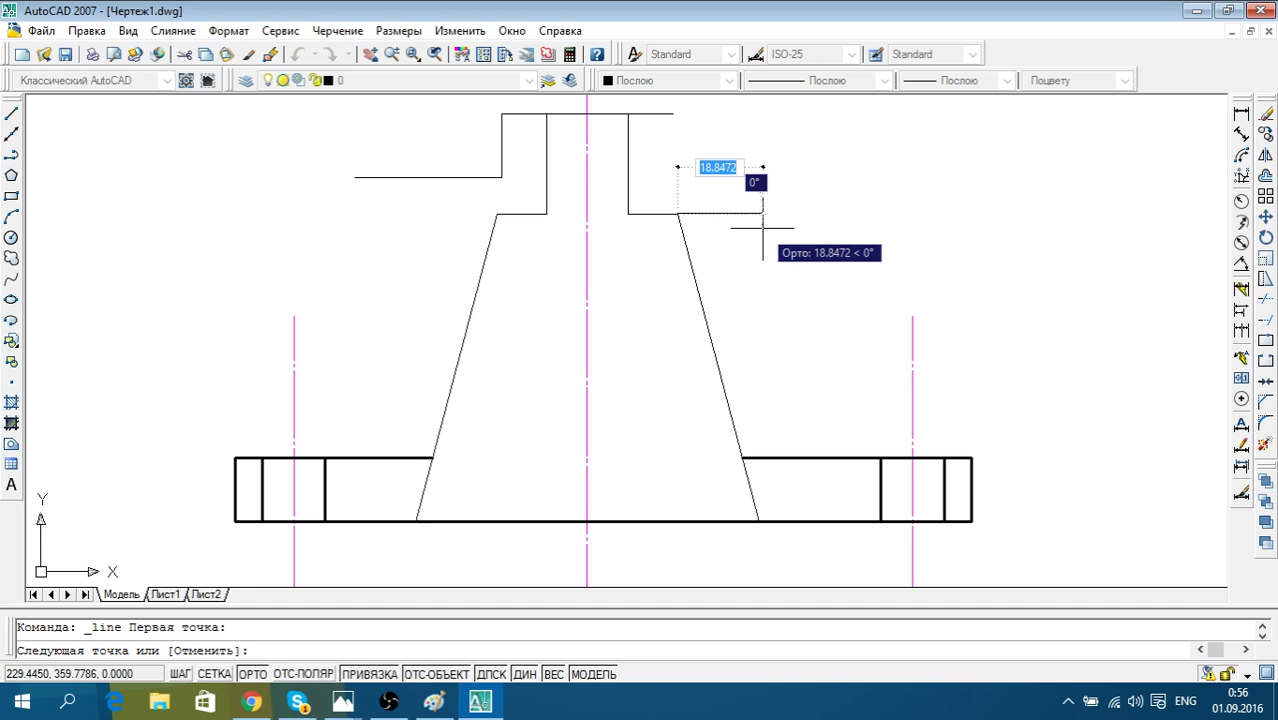 AutoCAD 2007 - [Чертеж1.dwg]
Файл Правка Вид Слияние Формат Сервис Черчение Размеры Изменить Окно Справка
Standard ISO-25 Standard
Классический AutoCAD 0 Послою Послою Послою Поцвету
18.8472
0°
Орто: 18.8472 < 0°
Y
X
A
A
Модель Лист1 Лист2
Команда: _line Первая точка:
Следующая точка или [Отменить]:
229.4450, 359.7786, 0.0000 ШАГ СЕТКА ОРТО ОТС-ПОЛЯР ПРИВЯЗКА ОТС-ОБЪЕКТ ДПСК ДИН ВЕС МОДЕЛЬ
ENG
0:56
01.09.2016